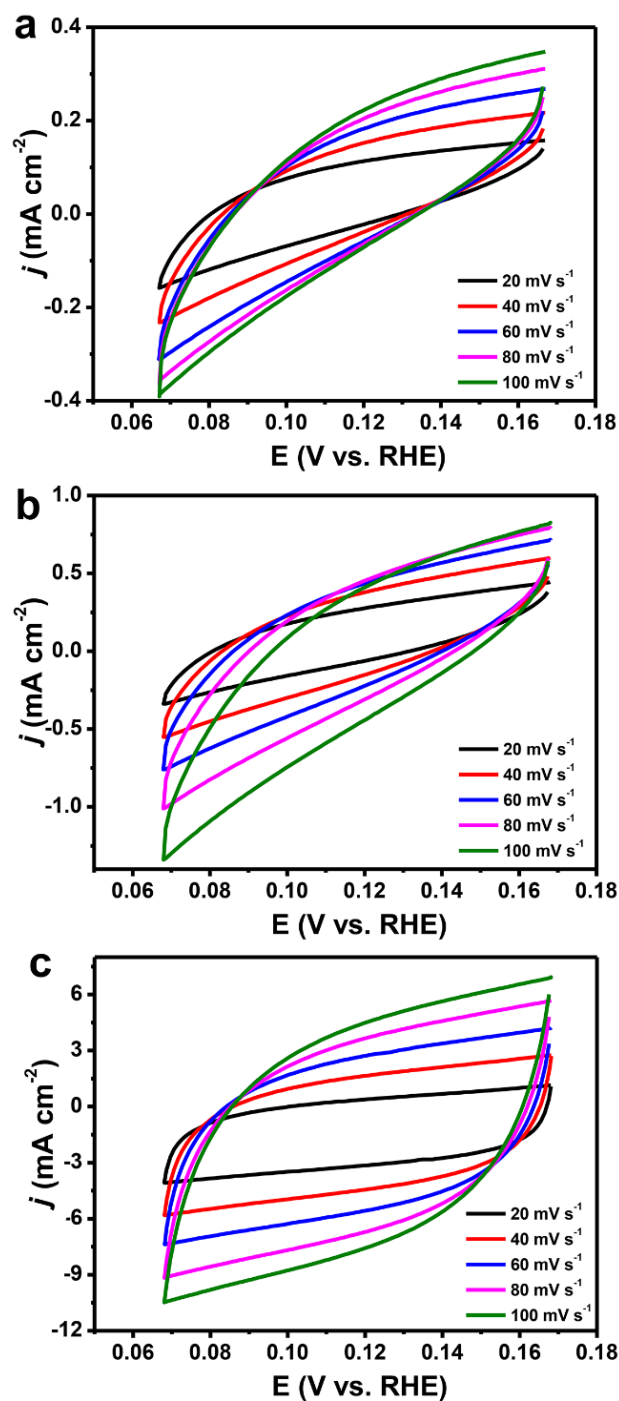 a
0.4
0.2
0.0
-0.2
-0.4
j (mA cm⁻²)
20 mV s⁻¹
40 mV s⁻¹
60 mV s⁻¹
80 mV s⁻¹
100 mV s⁻¹
0.06 0.08 0.10 0.12 0.14 0.16 0.18
E (V vs. RHE)
b
1.0
0.5
0.0
-0.5
-1.0
j (mA cm⁻²)
20 mV s⁻¹
40 mV s⁻¹
60 mV s⁻¹
80 mV s⁻¹
100 mV s⁻¹
0.06 0.08 0.10 0.12 0.14 0.16 0.18
E (V vs. RHE)
c
6
3
0
-3
-6
-9
-12
j (mA cm⁻²)
20 mV s⁻¹
40 mV s⁻¹
60 mV s⁻¹
80 mV s⁻¹
100 mV s⁻¹
0.06 0.08 0.10 0.12 0.14 0.16 0.18
E (V vs. RHE)